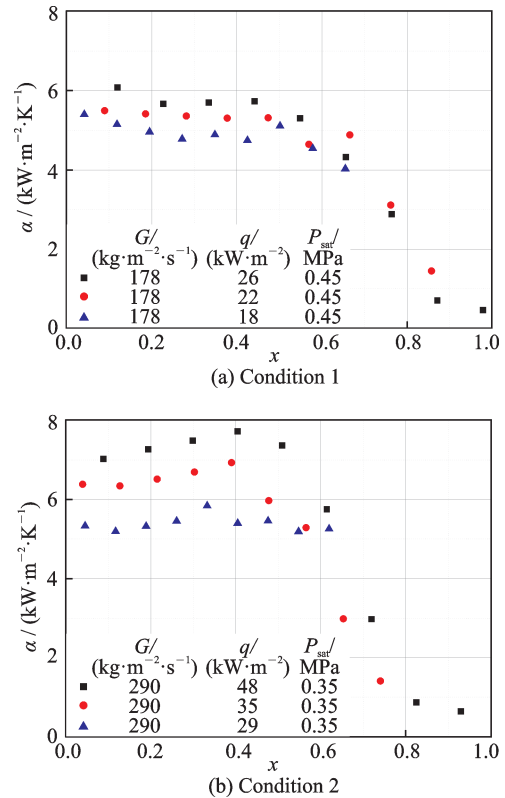 8
6
4
2
0
α / (kW·m⁻²·K⁻¹)
G/ q/ P_sat/
(kg·m⁻²·s⁻¹) (kW·m⁻²) MPa
178 26 0.45
178 22 0.45
178 18 0.45
0.0 0.2 0.4 0.6 0.8 1.0
x
(a) Condition 1
8
6
4
2
0
α / (kW·m⁻²·K⁻¹)
G/ q/ P_sat/
(kg·m⁻²·s⁻¹) (kW·m⁻²) MPa
290 48 0.35
290 35 0.35
290 29 0.35
0.0 0.2 0.4 0.6 0.8 1.0
x
(b) Condition 2